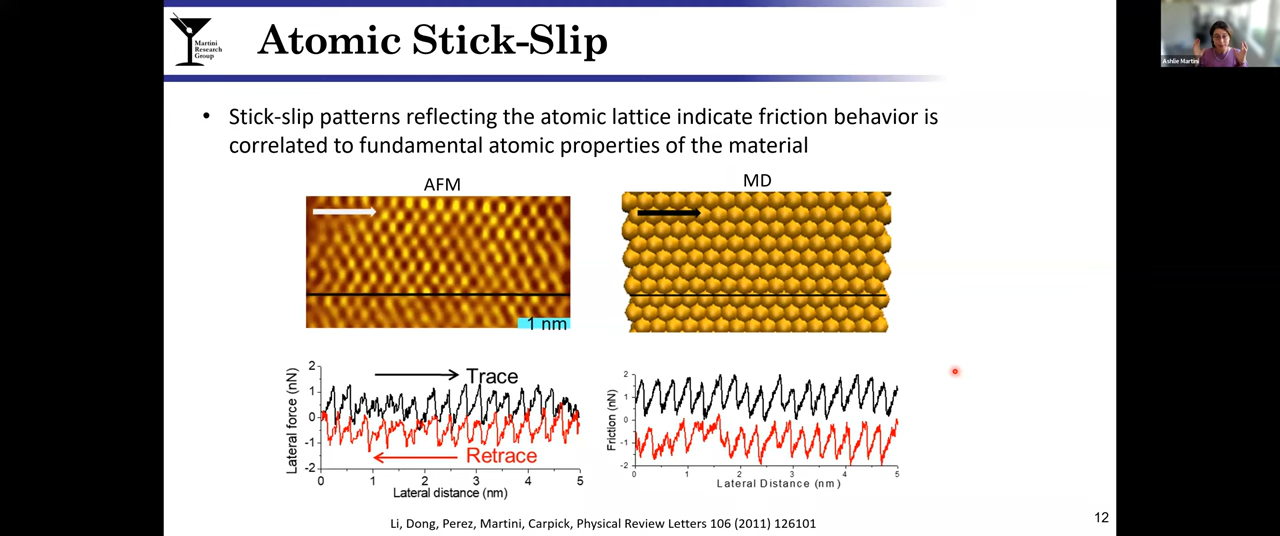 Martini
Research
Group
Atomic Stick-Slip
Ashlie Martini
• Stick-slip patterns reflecting the atomic lattice indicate friction behavior is
correlated to fundamental atomic properties of the material
AFM
MD
1 nm
Lateral force (nN)
2
1
0
-1
-2
Trace
Retrace
0 1 2 3 4 5
Lateral distance (nm)
Friction (nN)
2
1
0
-1
-2
0 1 2 3 4 5
Lateral Distance (nm)
Li, Dong, Perez, Martini, Carpick, Physical Review Letters 106 (2011) 126101
12